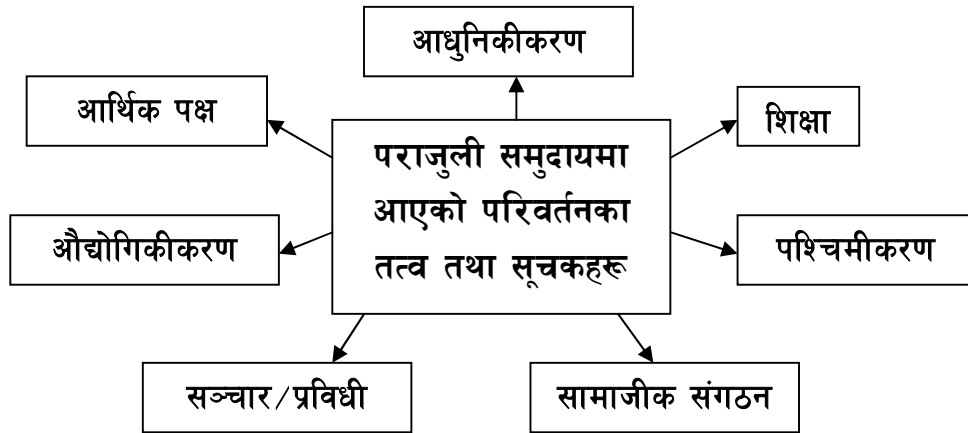 आधुनिकीकरण
आर्थिक पक्ष
शिक्षा
पराजुली समुदायमा
आएको परिवर्तनका
तत्व तथा सूचकहरू
औद्योगिकीकरण
पश्चिमीकरण
सञ्चार/प्रविधी
सामाजीक संगठन